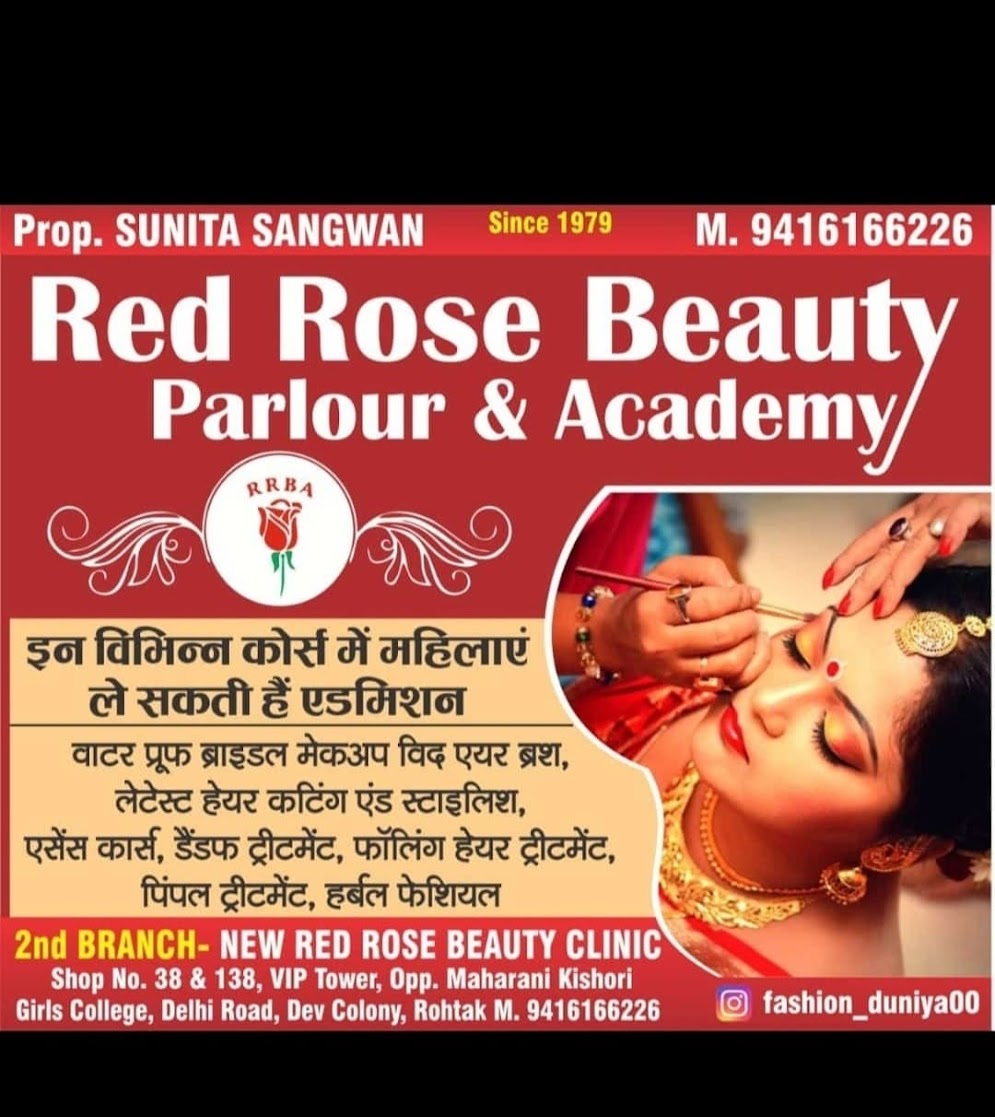 Prop. SUNITA SANGWAN Since 1979 M. 9416166226
Red Rose Beauty
Parlour & Academy
RRBA
इन विभिन्न कोर्स में महिलाएं
ले सकती हैं एडमिशन
वाटर प्रूफ ब्राइडल मेकअप विद एयर ब्रश,
लेटेस्ट हेयर कटिंग एंड स्टाइलिश,
एसेंस कार्स, डैंडफ ट्रीटमेंट, फॉलिंग हेयर ट्रीटमेंट,
पिंपल ट्रीटमेंट, हर्बल फेशियल
2nd BRANCH- NEW RED ROSE BEAUTY CLINIC
Shop No. 38 & 138, VIP Tower, Opp. Maharani Kishori
Girls College, Delhi Road, Dev Colony, Rohtak M. 9416166226
fashion_duniya00